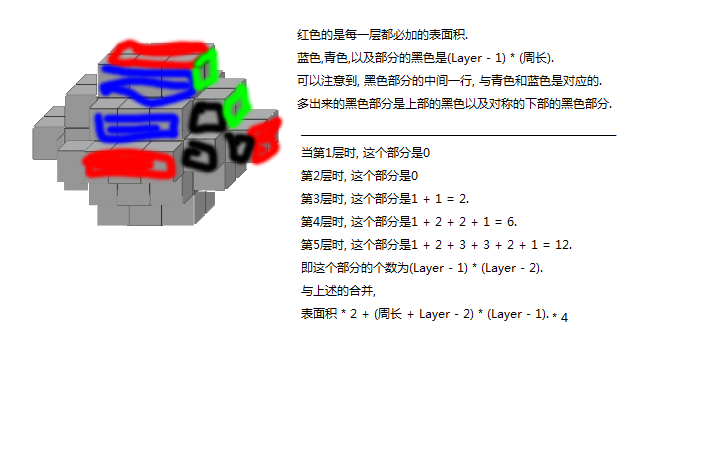 红色的是每一层都必加的表面积.
蓝色,青色,以及部分的黑色是(Layer - 1) * (周长).
可以注意到, 黑色部分的中间一行, 与青色和蓝色是对应的.
多出来的黑色部分是上部的黑色以及对称的下部的黑色部分.
当第1层时, 这个部分是0
第2层时, 这个部分是0
第3层时, 这个部分是1 + 1 = 2.
第4层时, 这个部分是1 + 2 + 2 + 1 = 6.
第5层时, 这个部分是1 + 2 + 3 + 3 + 2 + 1 = 12.
即这个部分的个数为(Layer - 1) * (Layer - 2).
与上述的合并,
表面积 * 2 + (周长 + Layer - 2) * (Layer - 1). * 4